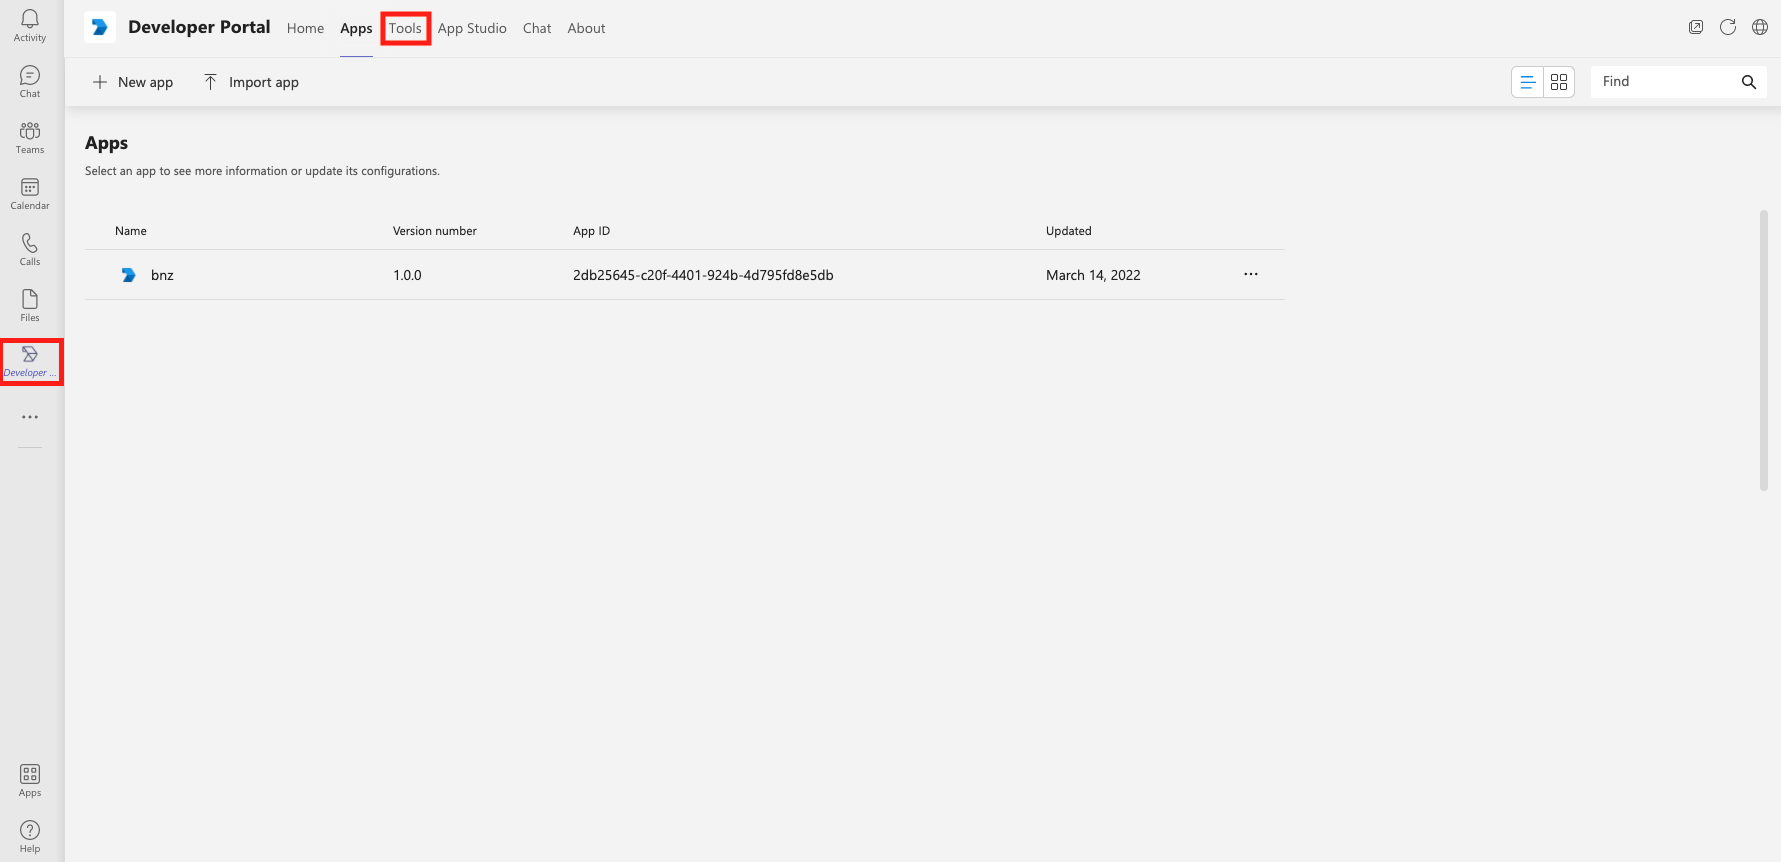 Activity
Chat
Teams
Calendar
Calls
Files
Developer ...
Apps
Help
Developer Portal Home Apps Tools App Studio Chat About
New app Import app Find
Apps
Select an app to see more information or update its configurations.
Name Version number App ID Updated
bnz 1.0.0 2db25645-c20f-4401-924b-4d795fd8e5db March 14, 2022